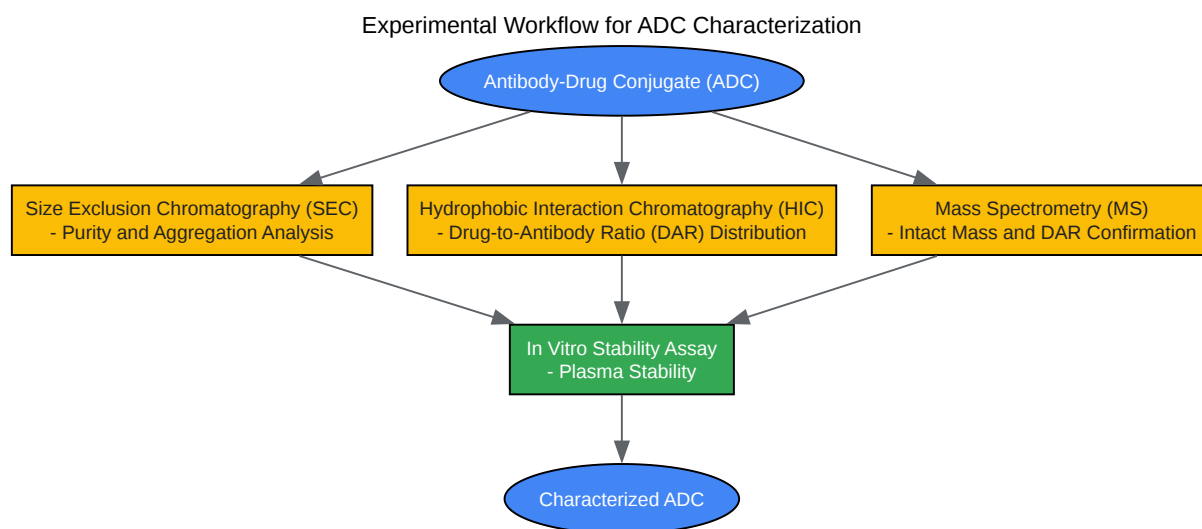 Experimental Workflow for ADC Characterization
Antibody-Drug Conjugate (ADC)
Size Exclusion Chromatography (SEC)
- Purity and Aggregation Analysis
Hydrophobic Interaction Chromatography (HIC)
- Drug-to-Antibody Ratio (DAR) Distribution
Mass Spectrometry (MS)
- Intact Mass and DAR Confirmation
In Vitro Stability Assay
- Plasma Stability
Characterized ADC